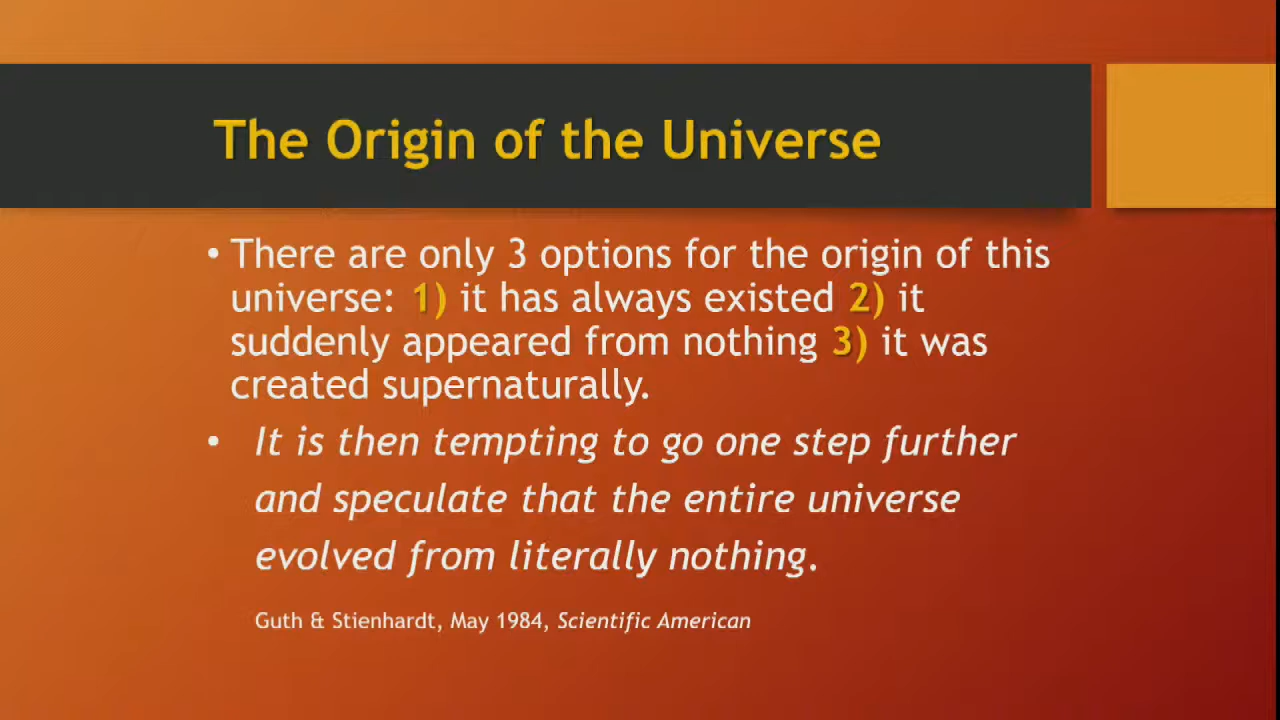 The Origin of the Universe
• There are only 3 options for the origin of this
universe: 1) it has always existed 2) it
suddenly appeared from nothing 3) it was
created supernaturally.
• It is then tempting to go one step further
and speculate that the entire universe
evolved from literally nothing.
Guth & Stienhardt, May 1984, Scientific American